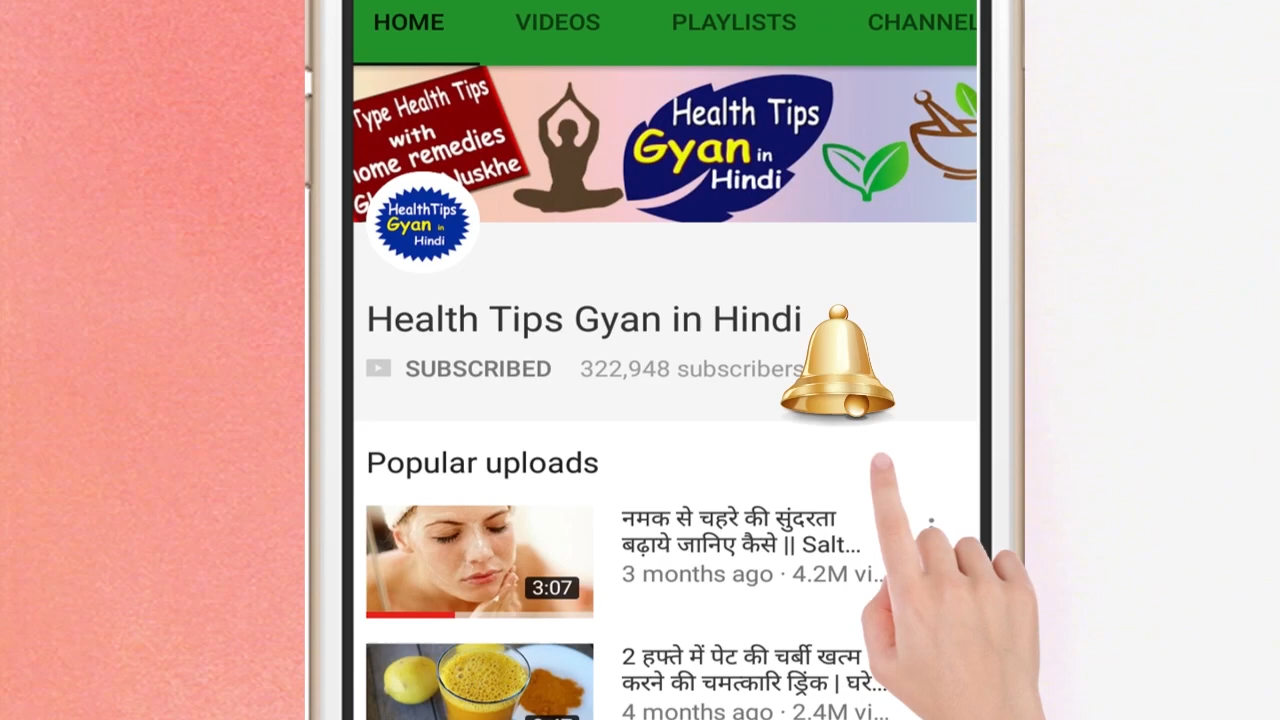 HOME VIDEOS PLAYLISTS CHANNEL
Type Health Tips
with
home remedies
Nuskhe
Health Tips
Gyan in
Hindi
HealthTips
Gyan in
Hindi
Health Tips Gyan in Hindi
SUBSCRIBED 322,948 subscribers
Popular uploads
नमक से चहरे की सुंदरता
बढ़ाये जानिए कैसे || Salt...
3:07
3 months ago · 4.2M vi...
2 हफ्ते में पेट की चर्बी खत्म
करने की चमत्कारि ड्रिंक | घरे...
4 months ago · 2.4M vi...